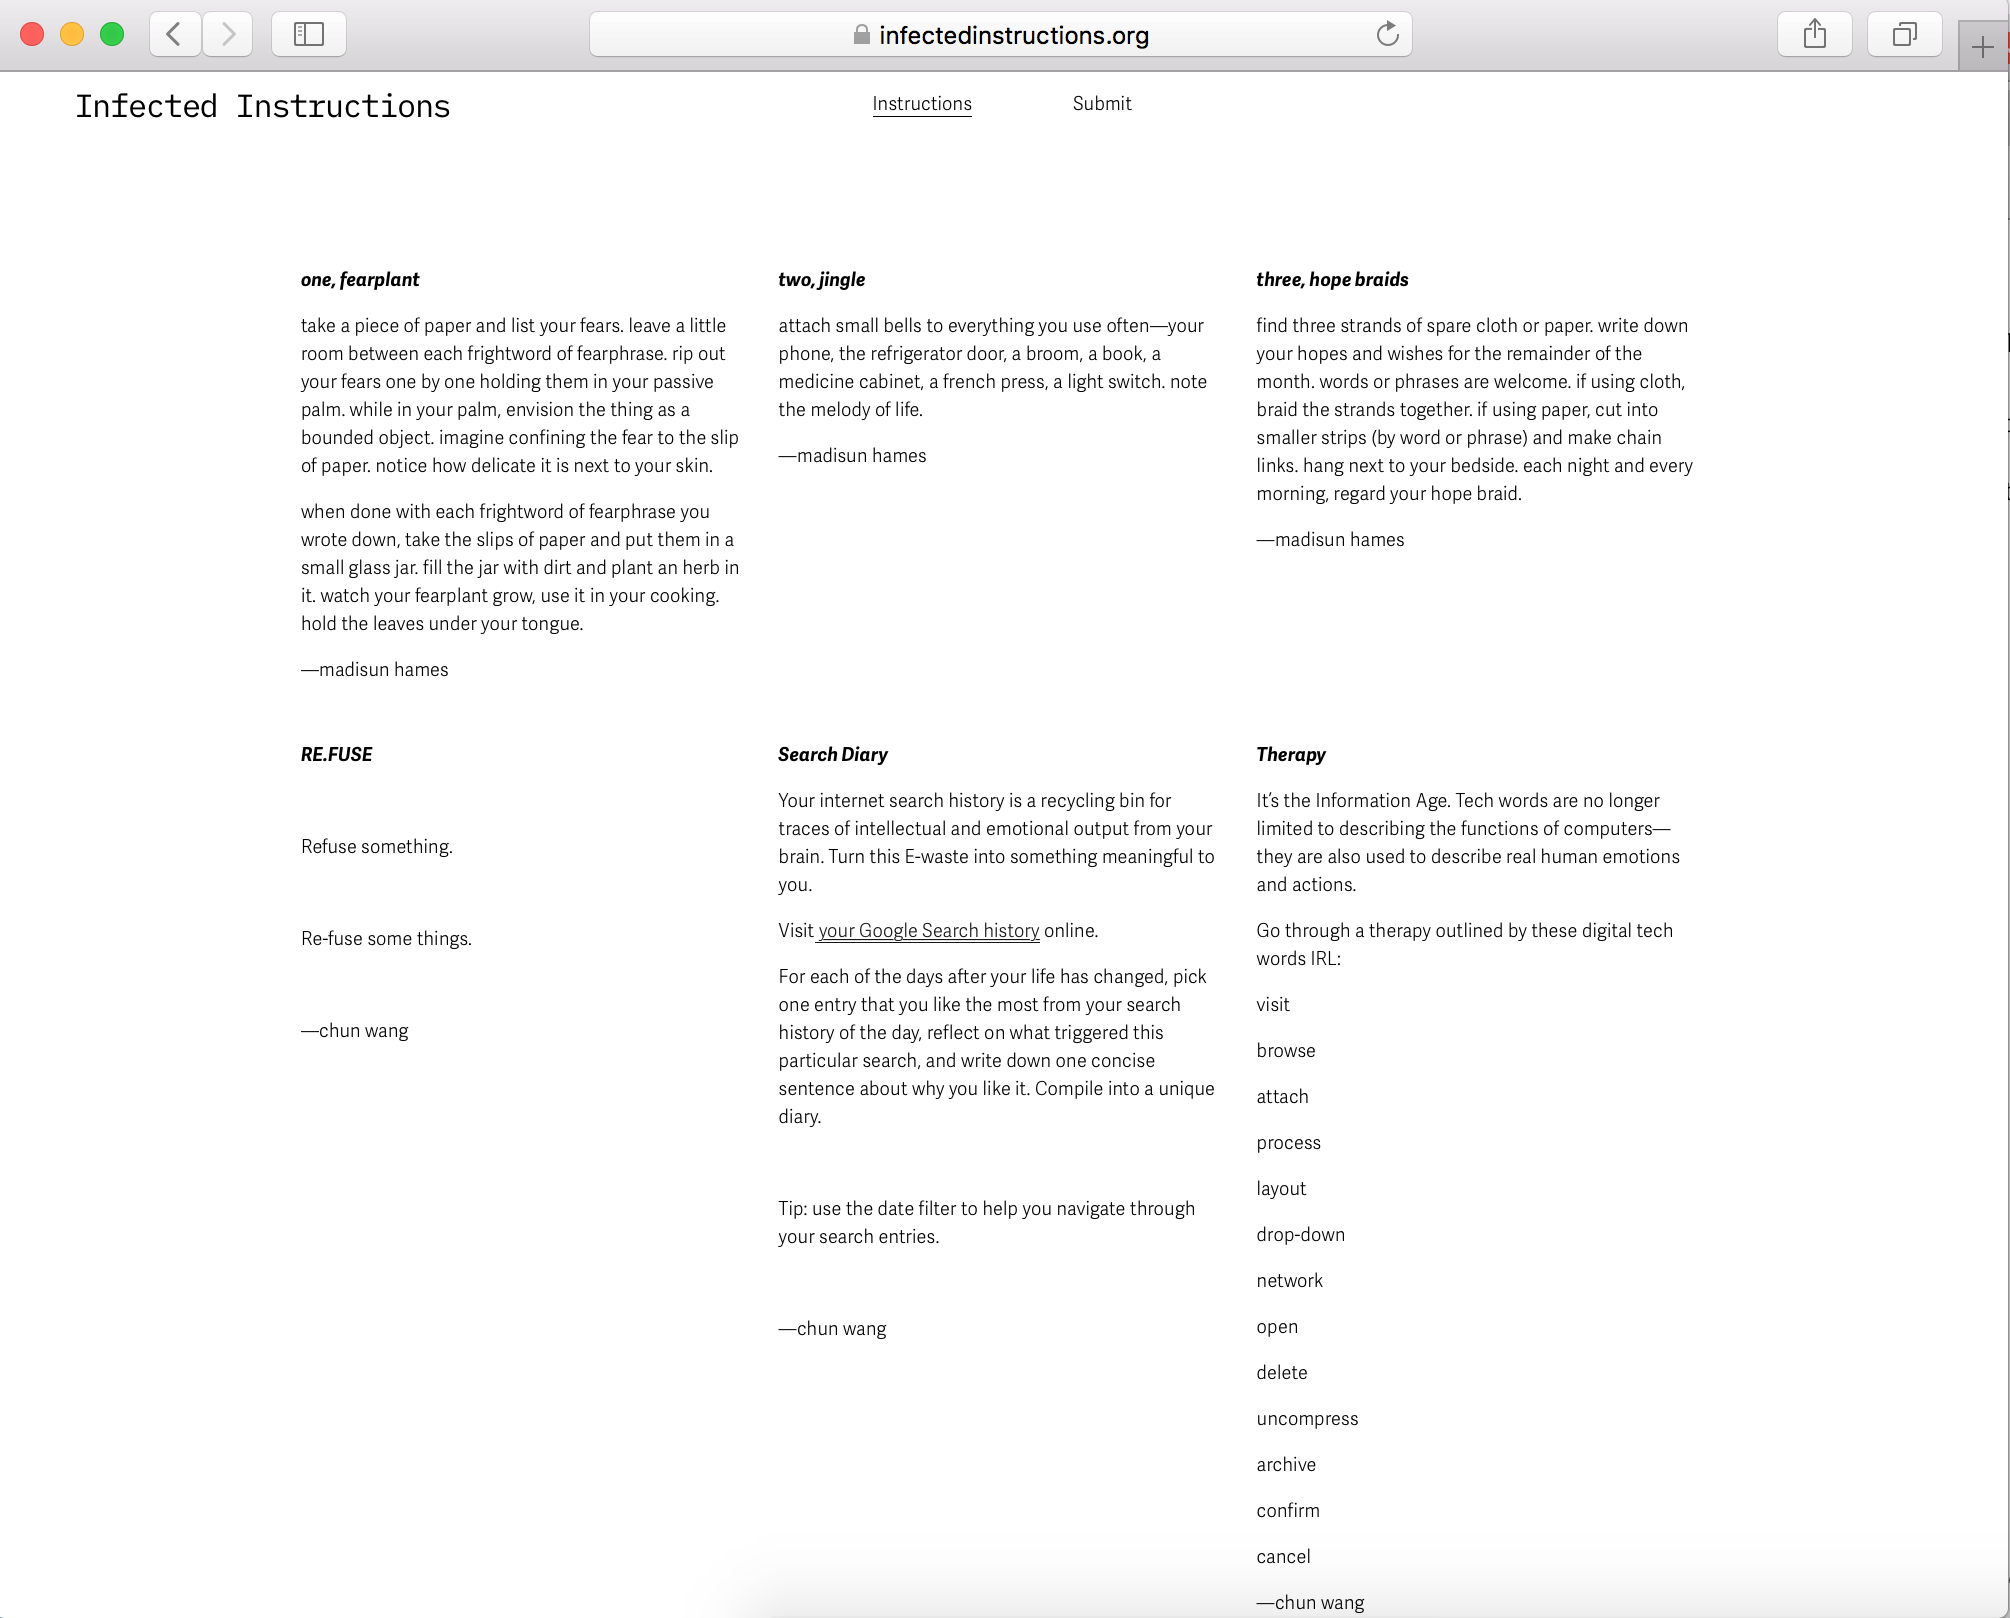 infectedinstructions.org
Infected Instructions
Instructions
Submit
one, fearplant
take a piece of paper and list your fears. leave a little
room between each frightword of fearphrase. rip out
your fears one by one holding them in your passive
palm. while in your palm, envision the thing as a
bounded object. imagine confining the fear to the slip
of paper. notice how delicate it is next to your skin.
when done with each frightword of fearphrase you
wrote down, take the slips of paper and put them in a
small glass jar. fill the jar with dirt and plant an herb in
it. watch your fearplant grow, use it in your cooking.
hold the leaves under your tongue.
—madisun hames
two, jingle
attach small bells to everything you use often—your
phone, the refrigerator door, a broom, a book, a
medicine cabinet, a french press, a light switch. note
the melody of life.
—madisun hames
three, hope braids
find three strands of spare cloth or paper. write down
your hopes and wishes for the remainder of the
month. words or phrases are welcome. if using cloth,
braid the strands together. if using paper, cut into
smaller strips (by word or phrase) and make chain
links. hang next to your bedside. each night and every
morning, regard your hope braid.
—madisun hames
RE.FUSE
Refuse something.
Re-fuse some things.
—chun wang
Search Diary
Your internet search history is a recycling bin for
traces of intellectual and emotional output from your
brain. Turn this E-waste into something meaningful to
you.
Visit your Google Search history online.
For each of the days after your life has changed, pick
one entry that you like the most from your search
history of the day, reflect on what triggered this
particular search, and write down one concise
sentence about why you like it. Compile into a unique
diary.
Tip: use the date filter to help you navigate through
your search entries.
—chun wang
Therapy
It’s the Information Age. Tech words are no longer
limited to describing the functions of computers—
they are also used to describe real human emotions
and actions.
Go through a therapy outlined by these digital tech
words IRL:
visit
browse
attach
process
layout
drop-down
network
open
delete
uncompress
archive
confirm
cancel
—chun wang